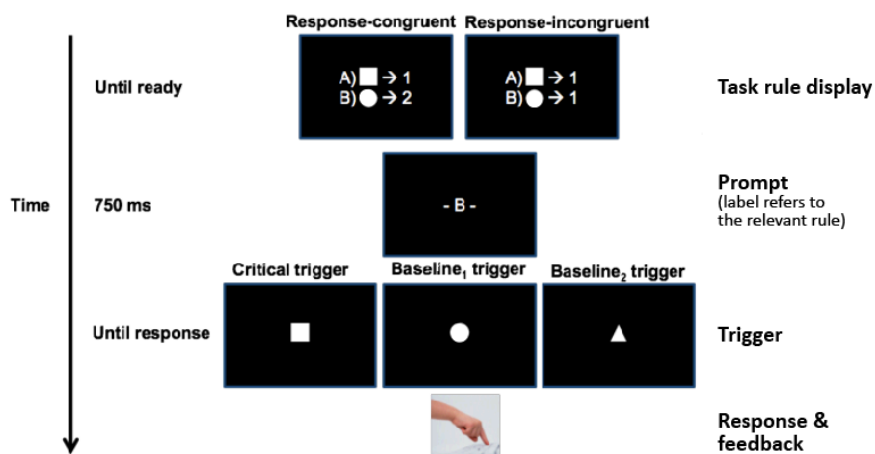 Response-congruent Response-incongruent
Until ready
A) → 1
B) → 2
A) → 1
B) → 1
Task rule display
Time
750 ms
- B -
Prompt
(label refers to
the relevant rule)
Critical trigger Baseline₁ trigger Baseline₂ trigger
Until response
Trigger
Response &
feedback